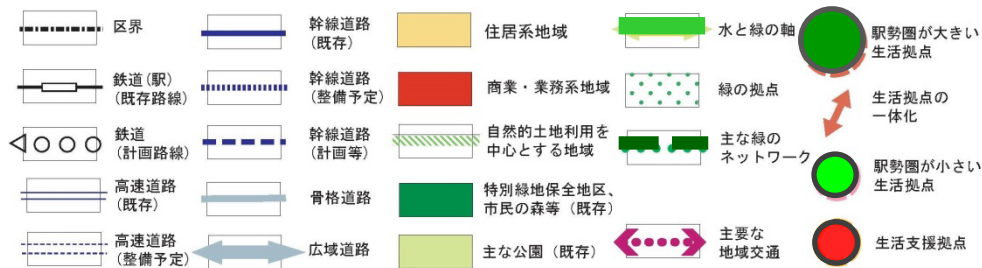 区界
鉄道(駅)
(既存路線)
鉄道
(計画路線)
高速道路
(既存)
高速道路
(整備予定)
幹線道路
(既存)
幹線道路
(整備予定)
幹線道路
(計画等)
骨格道路
広域道路
住居系地域
商業・業務系地域
自然的土地利用を
中心とする地域
特別緑地保全地区、
市民の森等(既存)
主な公園(既存)
水と緑の軸
緑の拠点
主な緑の
ネットワーク
主要な
地域交通
駅勢圏が大きい
生活拠点
生活拠点の
一体化
駅勢圏が小さい
生活拠点
生活支援拠点